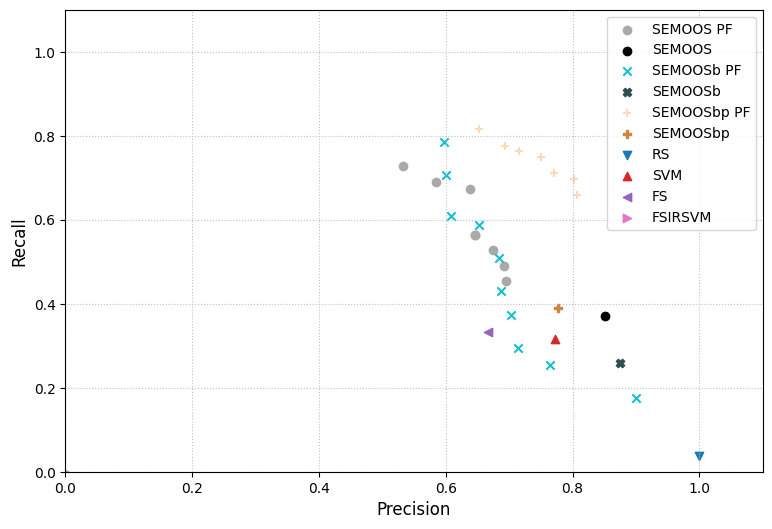 1.0
0.8
0.6
0.4
0.2
0.0
0.0 0.2 0.4 0.6 0.8 1.0
Recall
Precision
SEMOOS PF
SEMOOS
SEMOOSb PF
SEMOOSb
SEMOOSbp PF
SEMOOSbp
RS
SVM
FS
FSIRSVM